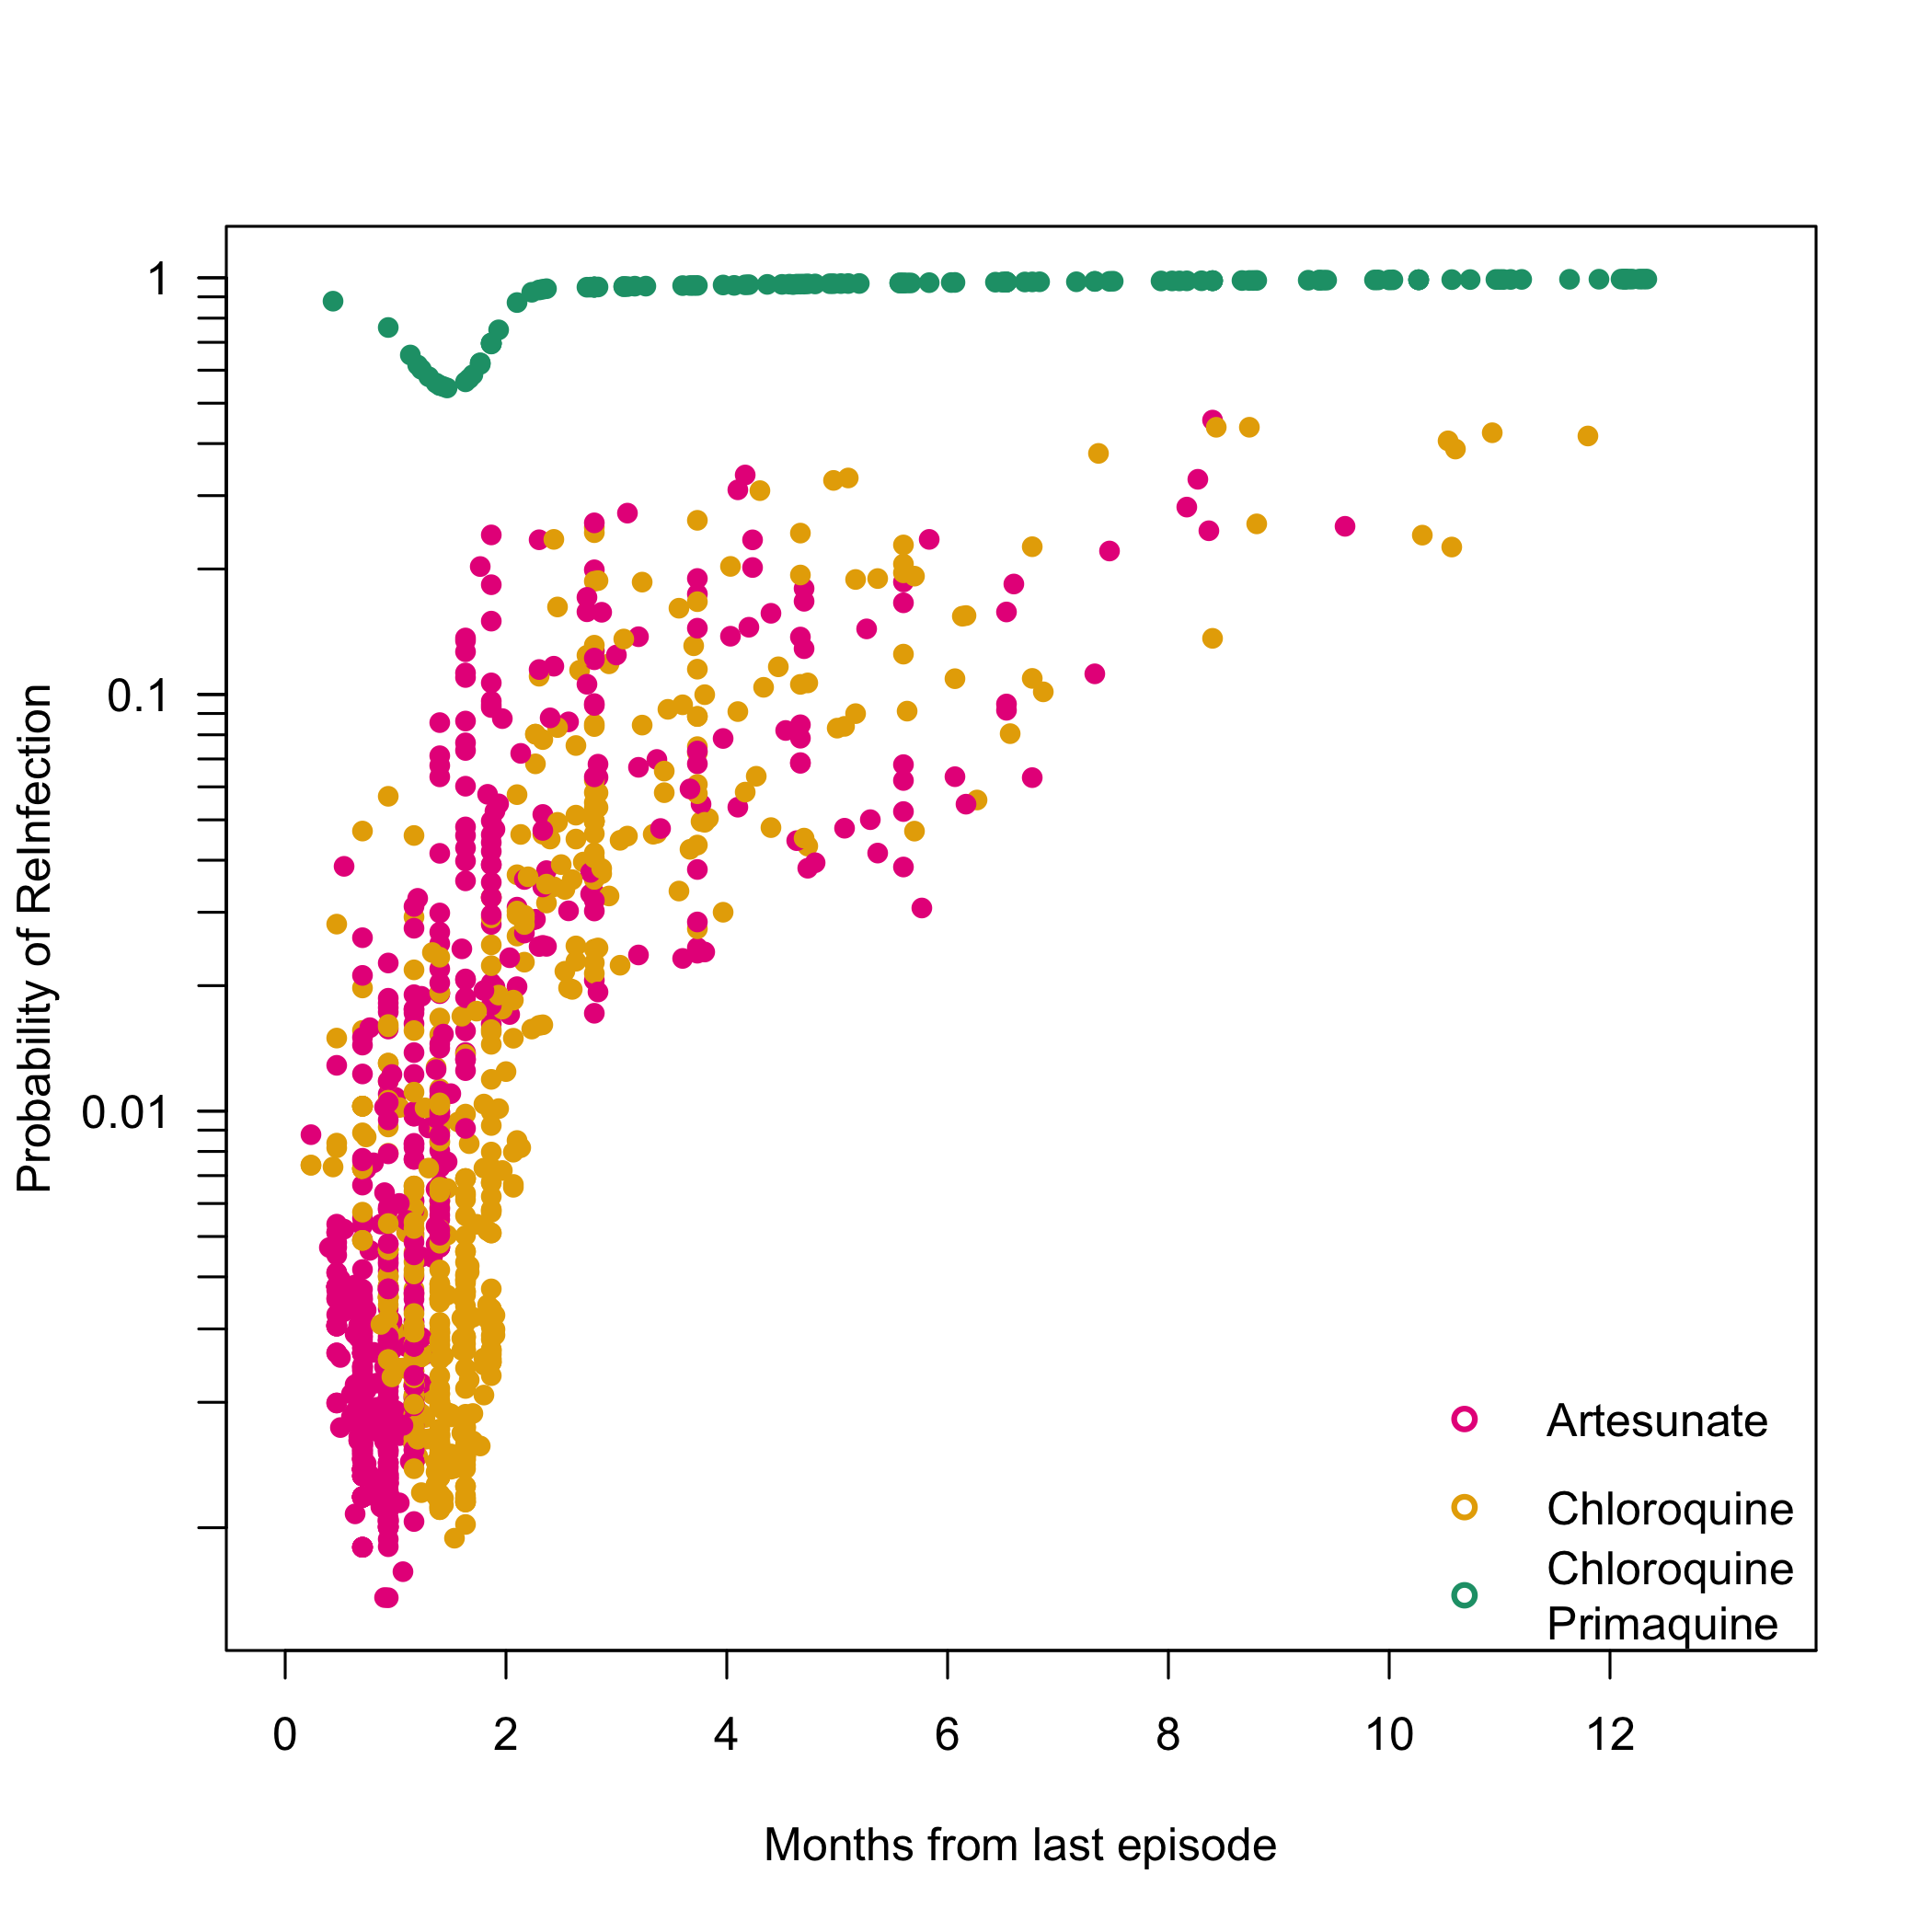 1
0.1
0.01
Probability of ReInfection
Artesunate
Chloroquine
Chloroquine
Primaquine
0 2 4 6 8 10 12
Months from last episode